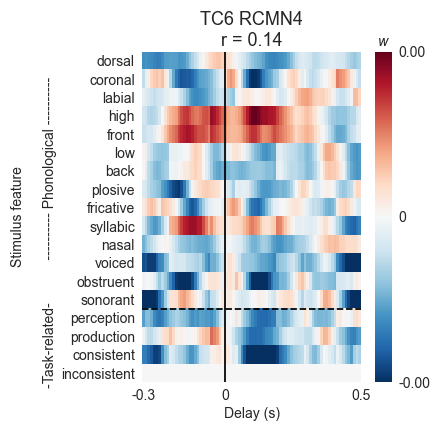 TC6 RCMN4
r = 0.14
w
dorsal
coronal
labial
high
front
low
back
plosive
fricative
syllabic
nasal
voiced
obstruent
sonorant
perception
production
consistent
inconsistent
Stimulus feature
-Task-related- ---------- Phonological ----------
0.00
0
-0.00
-0.3 0 0.5
Delay (s)